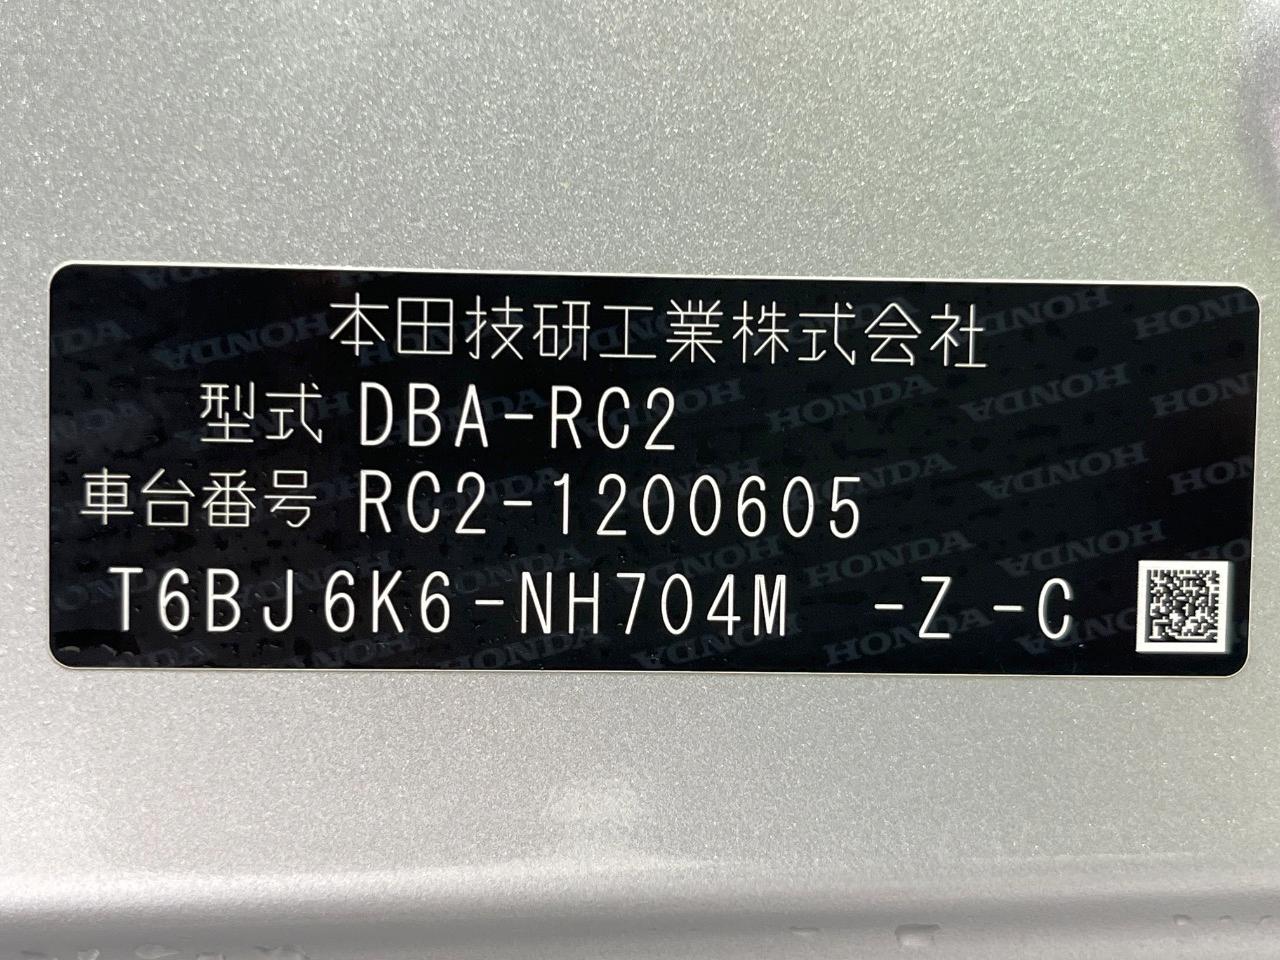 本田技研工業株式会社
型式 DBA-RC2
車台番号 RC2-1200605
T6BJ6K6-NH704M -Z-C